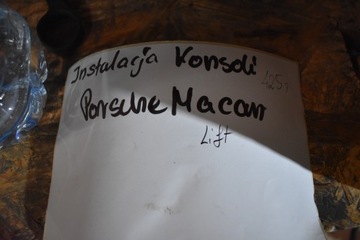 Instalacja Konsoli
Porsche Macan
Lift